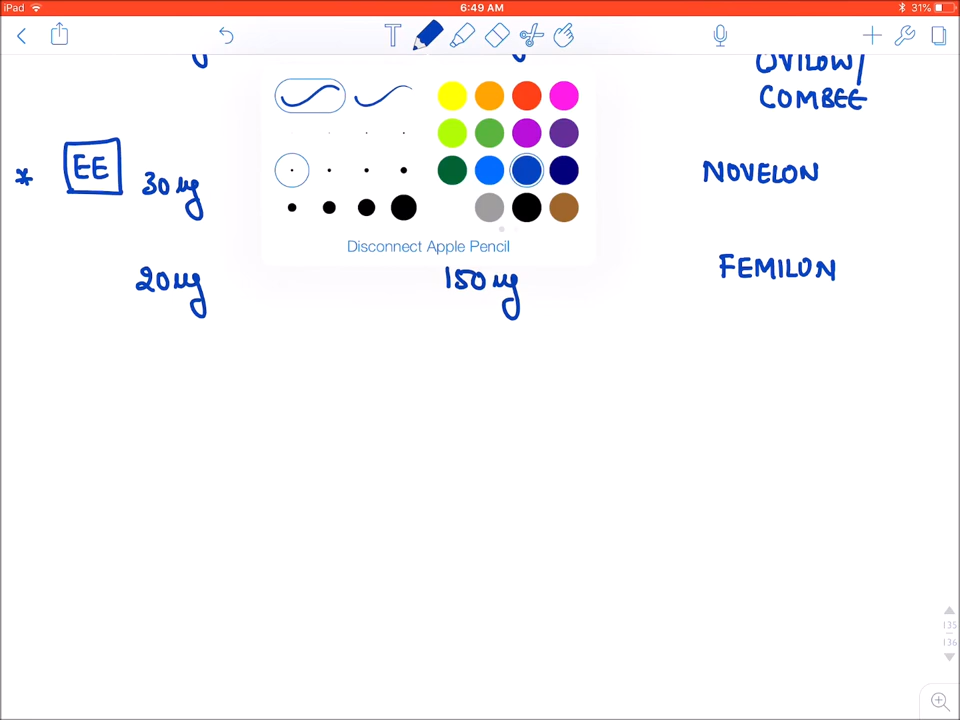 iPad 6:49 AM 31%
T
OVILOW/
COMBEE
* EE 30 ug NOVELON
Disconnect Apple Pencil
20 ug 150 ug FEMILON
135
136